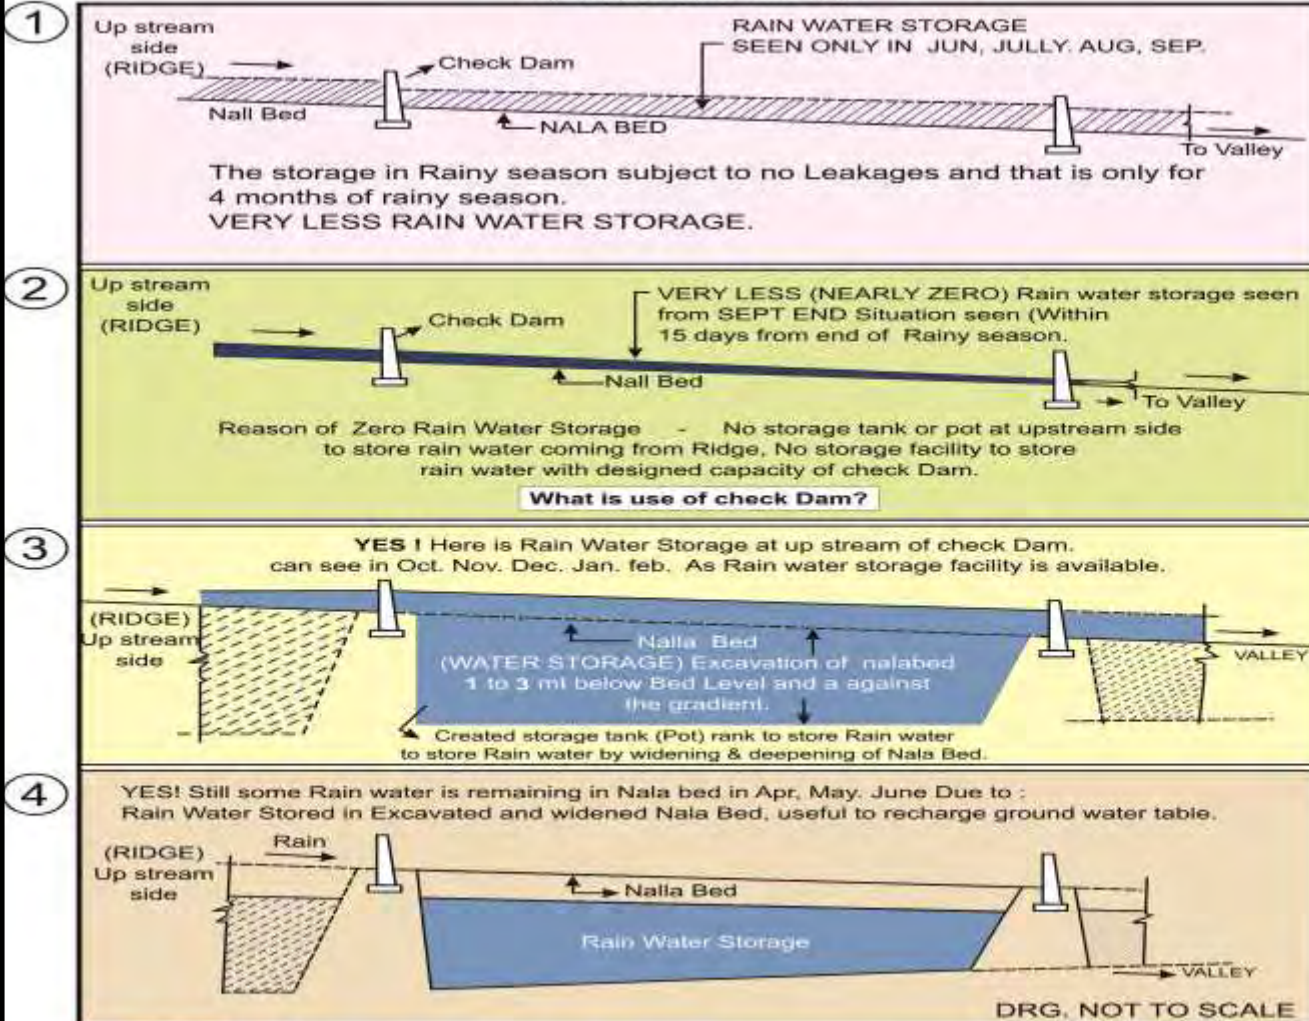 1
Up stream
side
(RIDGE)
Check Dam
RAIN WATER STORAGE
SEEN ONLY IN JUN, JULLY. AUG, SEP.
Nall Bed
NALA BED
To Valley
The storage in Rainy season subject to no Leakages and that is only for
4 months of rainy season.
VERY LESS RAIN WATER STORAGE.
2
Up stream
side
(RIDGE)
Check Dam
VERY LESS (NEARLY ZERO) Rain water storage seen
from SEPT END Situation seen (Within
15 days from end of Rainy season.
Nall Bed
To Valley
Reason of Zero Rain Water Storage - No storage tank or pot at upstream side
to store rain water coming from Ridge, No storage facility to store
rain water with designed capacity of check Dam.
What is use of check Dam?
3
YES ! Here is Rain Water Storage at up stream of check Dam.
can see in Oct. Nov. Dec. Jan. feb. As Rain water storage facility is available.
(RIDGE)
Up stream
side
Nalla Bed
(WATER STORAGE) Excavation of nalabed
1 to 3 mt below Bed Level and a against
the gradient.
VALLEY
Created storage tank (Pot) rank to store Rain water
to store Rain water by widening & deepening of Nala Bed.
4
YES! Still some Rain water is remaining in Nala bed in Apr, May. June Due to :
Rain Water Stored in Excavated and widened Nala Bed, useful to recharge ground water table.
Rain
(RIDGE)
Up stream
side
Nalla Bed
Rain Water Storage
VALLEY
DRG. NOT TO SCALE